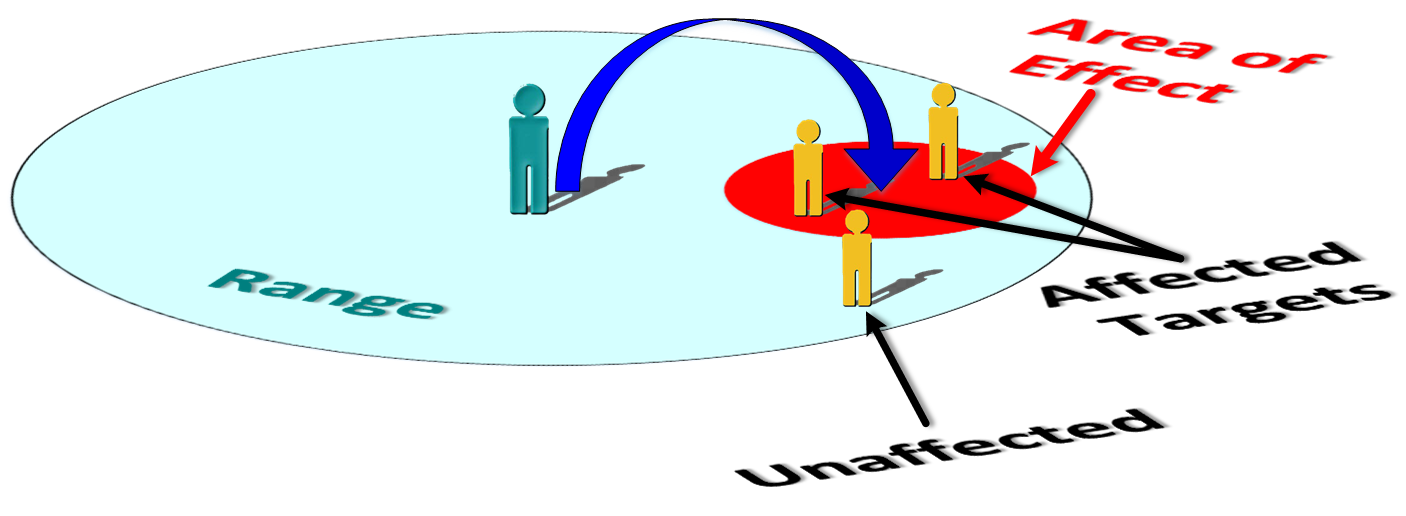 Area of
Effect
Range
Affected
Targets
Unaffected